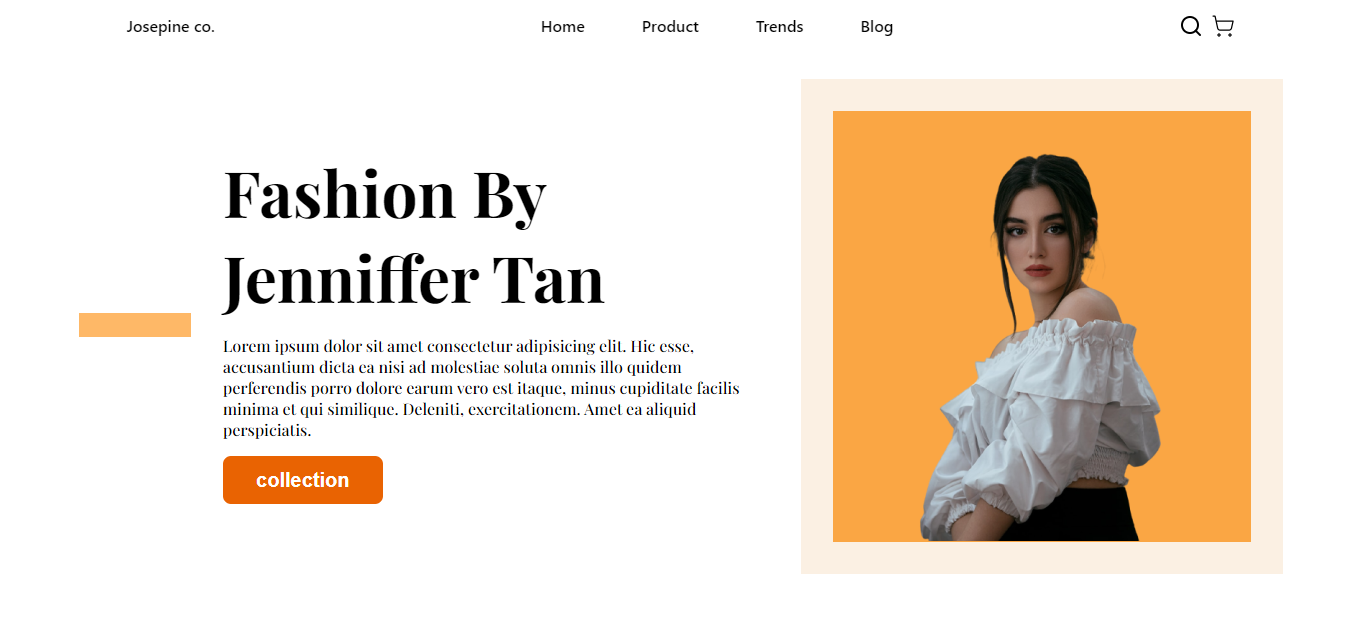 Josepine co.
Home
Product
Trends
Blog
Fashion By
Jenniffer Tan
Lorem ipsum dolor sit amet consectetur adipisicing elit. Hic esse,
accusantium dicta ea nisi ad molestiae soluta omnis illo quidem
perferendis porro dolore earum vero est itaque, minus cupiditate facilis
minima et qui similique. Deleniti, exercitationem. Amet ea aliquid
perspiciatis.
collection